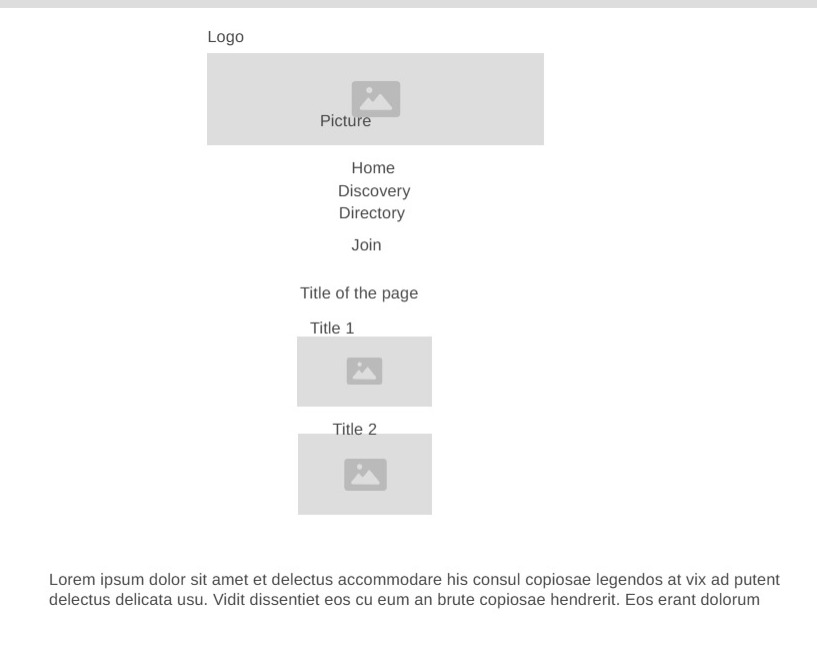 Logo
Picture
Home
Discovery
Directory
Join
Title of the page
Title 1
Title 2
Lorem ipsum dolor sit amet et delectus accommodare his consul copiosae legendos at vix ad putent
delectus delicata usu. Vidit dissentiet eos cu eum an brute copiosae hendrerit. Eos erant dolorum